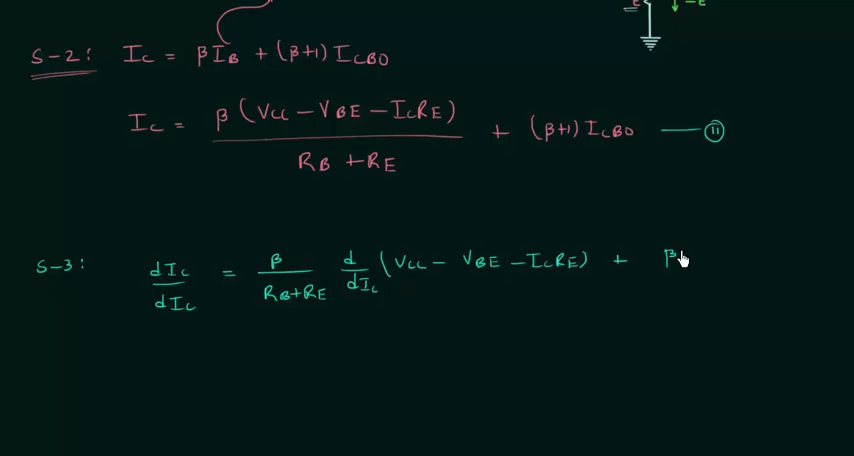 E -E
S-2: Ic = βIB + (β+1) ICBO
Ic = β (Vcc - VBE - IcRE) / RB + RE + (β+1) ICBO — II
S-3: dIc / dIc = β / RB+RE d / dIc (Vcc - VBE - IcRE) + β